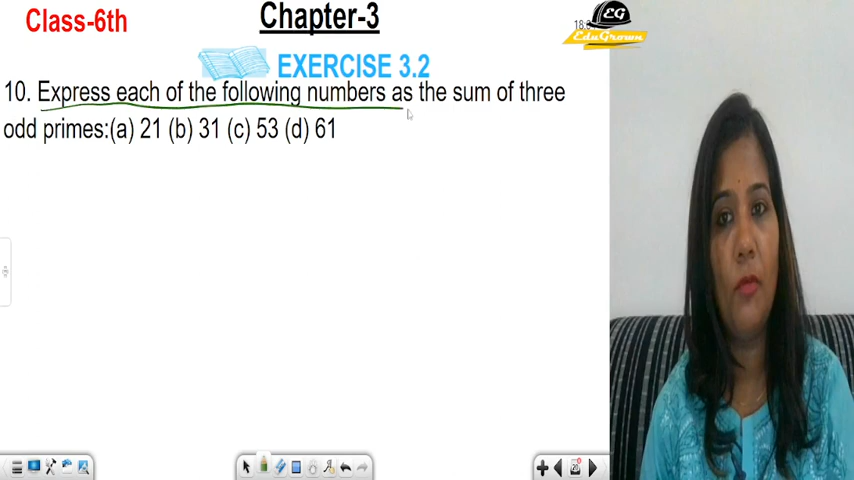 Class-6th
Chapter-3
EG
EduGrown
EXERCISE 3.2
10. Express each of the following numbers as the sum of three
odd primes:(a) 21 (b) 31 (c) 53 (d) 61